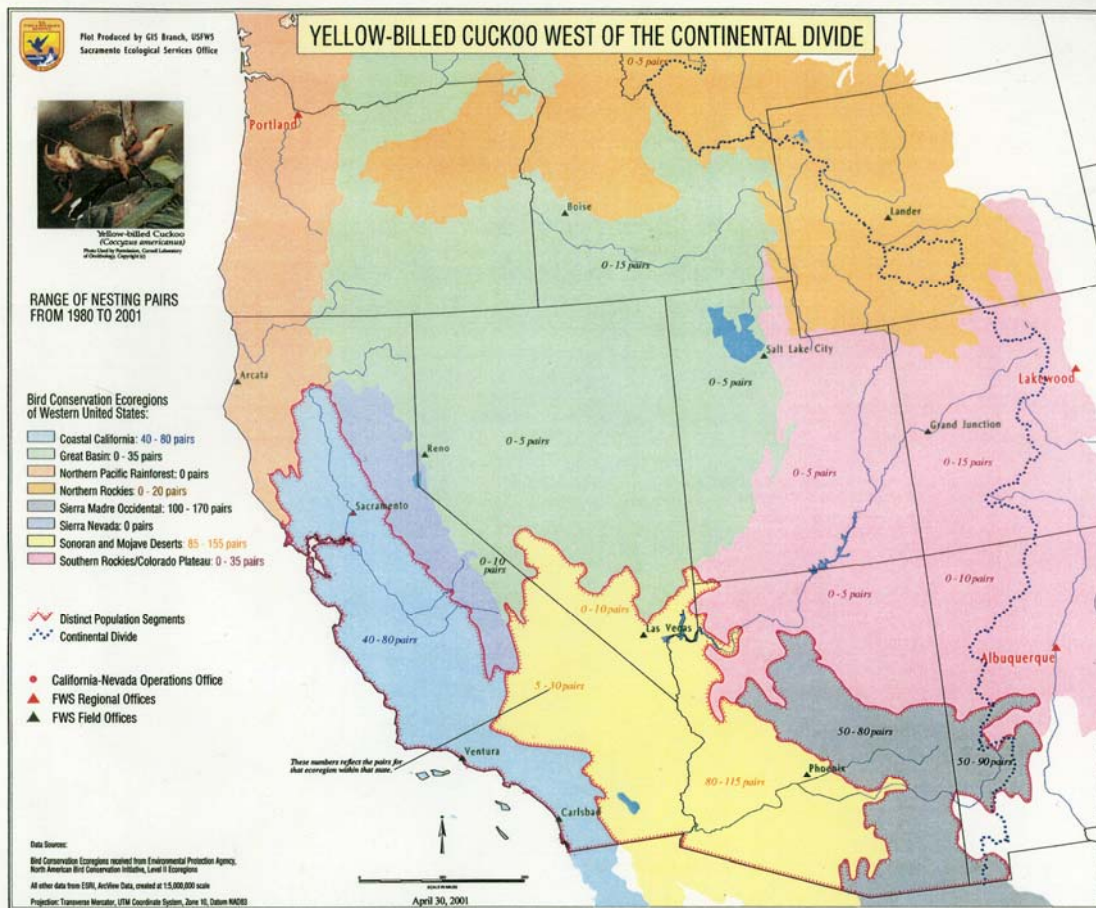 Plot Produced by GIS Branch, USFWS
Sacramento Ecological Services Office
YELLOW-BILLED CUCKOO WEST OF THE CONTINENTAL DIVIDE
Yellow-billed Cuckoo
(Coccyzus americanus)
Photo Used by Permission, Cornell Laboratory
of Ornithology, Copyright (c)
RANGE OF NESTING PAIRS
FROM 1980 TO 2001
Bird Conservation Ecoregions
of Western United States:
Coastal California: 40 - 80 pairs
Great Basin: 0 - 35 pairs
Northern Pacific Rainforest: 0 pairs
Northern Rockies: 0 - 20 pairs
Sierra Madre Occidental: 100 - 170 pairs
Sierra Nevada: 0 pairs
Sonoran and Mojave Deserts: 85 - 155 pairs
Southern Rockies/Colorado Plateau: 0 - 35 pairs
Distinct Population Segments
Continental Divide
California-Nevada Operations Office
FWS Regional Offices
FWS Field Offices
0-5 pairs
Portland
Boise
Lander
0-15 pairs
Salt Lake City
0-5 pairs
Arcata
Lakewood
Grand Junction
Reno
0-5 pairs
0-5 pairs
0-15 pairs
Sacramento
0-10
pairs
0-10 pairs
0-5 pairs
0-10 pairs
Las Vegas
40-80 pairs
Albuquerque
5-30 pairs
50-80 pairs
50-90 pairs
Ventura
These numbers reflect the pairs for
that ecoregion within that state.
Phoenix
80-115 pairs
Carlsbad
Data Sources:
Bird Conservation Ecoregions received from Environmental Protection Agency,
North American Bird Conservation Initiative, Level II Ecoregions
All other data from ESRI, ArcView Data, created at 1:5,000,000 scale
Projection: Transverse Mercator, UTM Coordinate System, Zone 10, Datum NAD83
April 30, 2001